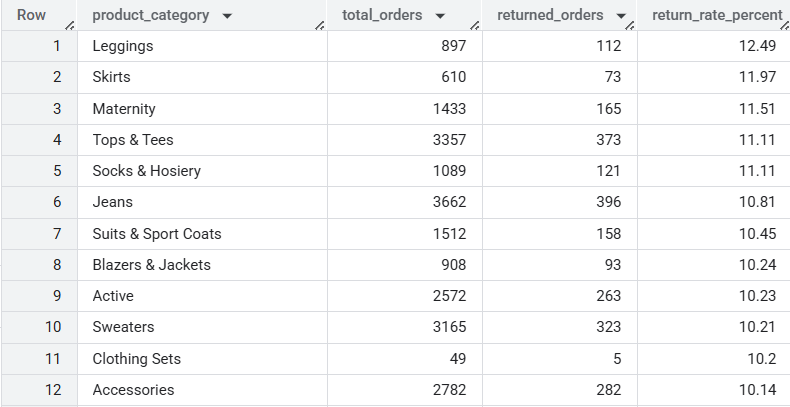 Row product_category total_orders returned_orders return_rate_percent
1 Leggings 897 112 12.49
2 Skirts 610 73 11.97
3 Maternity 1433 165 11.51
4 Tops & Tees 3357 373 11.11
5 Socks & Hosiery 1089 121 11.11
6 Jeans 3662 396 10.81
7 Suits & Sport Coats 1512 158 10.45
8 Blazers & Jackets 908 93 10.24
9 Active 2572 263 10.23
10 Sweaters 3165 323 10.21
11 Clothing Sets 49 5 10.2
12 Accessories 2782 282 10.14